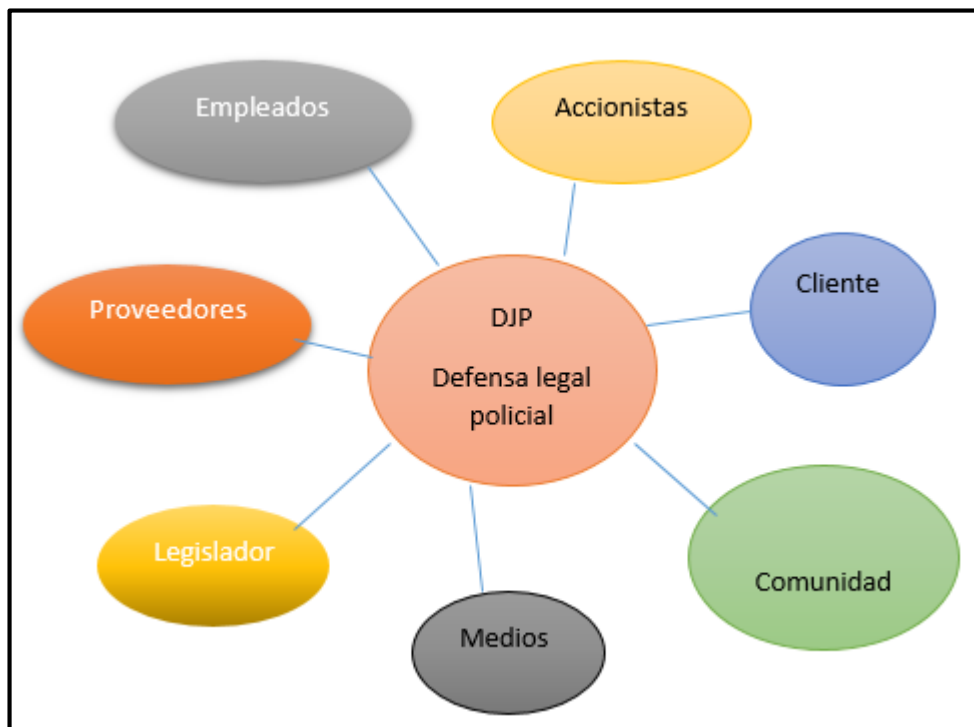 Empleados
Accionistas
Cliente
Proveedores
DJP
Defensa legal
policial
Legislador
Comunidad
Medios